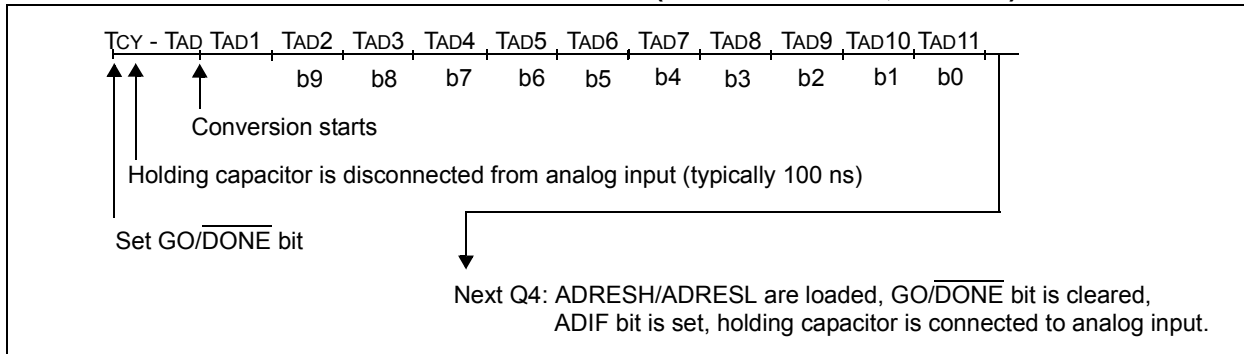 TCY - TAD TAD1 TAD2 TAD3 TAD4 TAD5 TAD6 TAD7 TAD8 TAD9 TAD10 TAD11
b9 b8 b7 b6 b5 b4 b3 b2 b1 b0
Conversion starts
Holding capacitor is disconnected from analog input (typically 100 ns)
Set GO/DONE bit
Next Q4: ADRESH/ADRESL are loaded, GO/DONE bit is cleared,
ADIF bit is set, holding capacitor is connected to analog input.